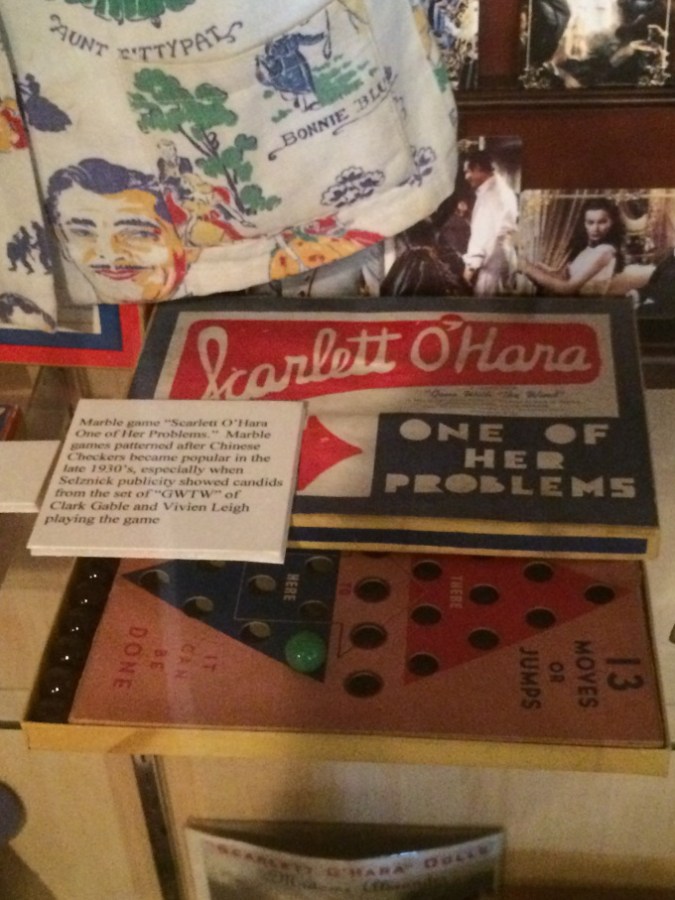 AUNT PITTYPAT
BONNIE BLUE
Scarlett O'Hara
"Gone With The Wind"
ONE OF
HER
PROBLEMS
Marble game "Scarlett O'Hara
One of Her Problems." Marble
games patterned after Chinese
Checkers became popular in the
late 1930's, especially when
Selznick publicity showed candids
from the set of "GWTW" of
Clark Gable and Vivien Leigh
playing the game
HERE
TO
THERE
IT
CAN
BE
DONE
13
MOVES
OR
JUMPS
"SCARLETT O'HARA" DOLLS
Madame Alexander